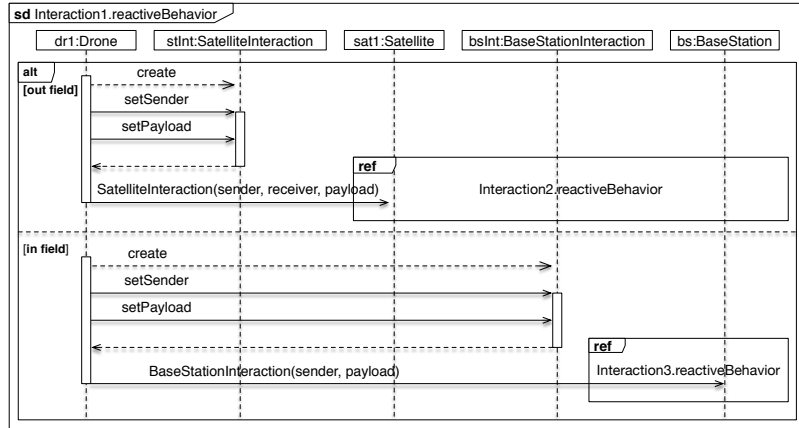 sd Interaction1.reactiveBehavior
dr1:Drone stInt:SatelliteInteraction sat1:Satellite bsInt:BaseStationInteraction bs:BaseStation
alt
[out field]
create
setSender
setPayload
ref
SatelliteInteraction(sender, receiver, payload)
Interaction2.reactiveBehavior
[in field]
create
setSender
setPayload
ref
BaseStationInteraction(sender, payload)
Interaction3.reactiveBehavior